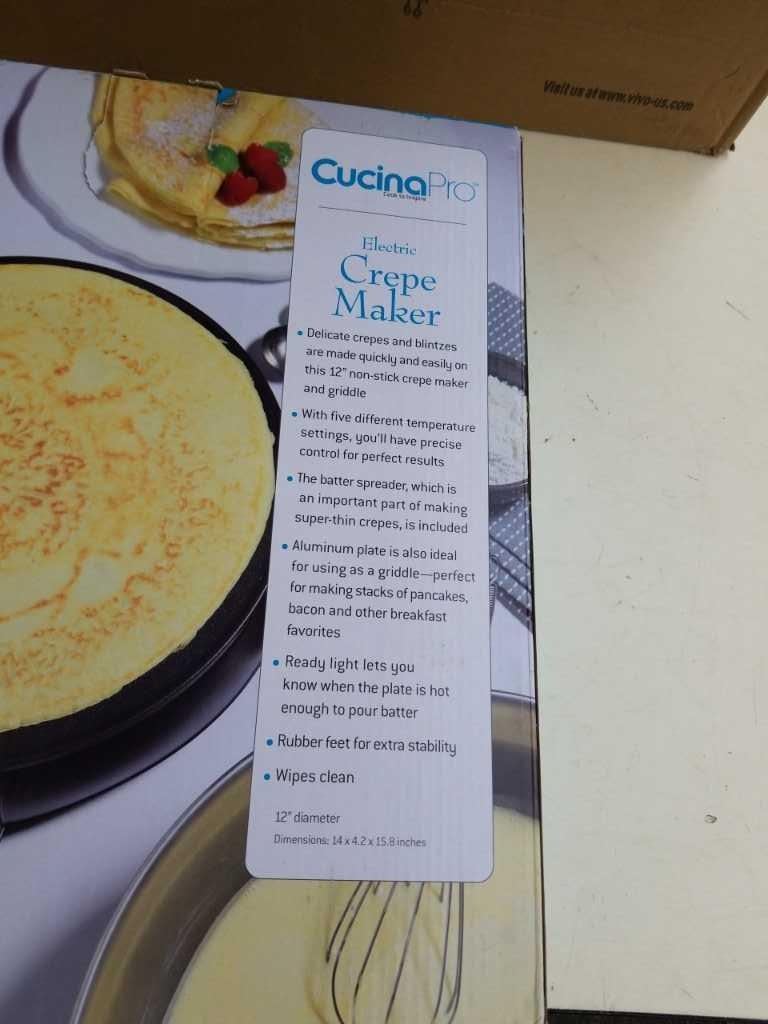 Visit us at www.vivo-us.com
CucinaPro™
Cook to Inspire
Electric
Crepe
Maker
• Delicate crepes and blintzes
are made quickly and easily on
this 12" non-stick crepe maker
and griddle
• With five different temperature
settings, you'll have precise
control for perfect results
• The batter spreader, which is
an important part of making
super-thin crepes, is included
• Aluminum plate is also ideal
for using as a griddle—perfect
for making stacks of pancakes,
bacon and other breakfast
favorites
• Ready light lets you
know when the plate is hot
enough to pour batter
• Rubber feet for extra stability
• Wipes clean
12" diameter
Dimensions: 14 x 4.2 x 15.8 inches